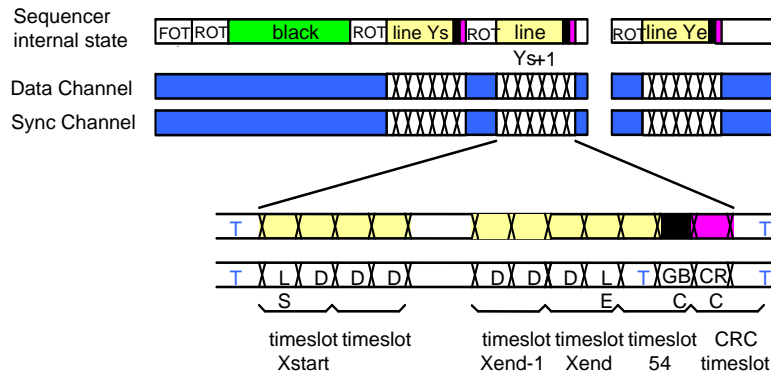 Sequencer
internal state
FOT ROT black ROT line Ys ROT line Ys+1 ROT line Ye
Data Channel
Sync Channel
T T
T L S D D D D D D L E T GB C CR C T
timeslot Xstart timeslot timeslot Xend-1 timeslot Xend timeslot 54 CRC timeslot